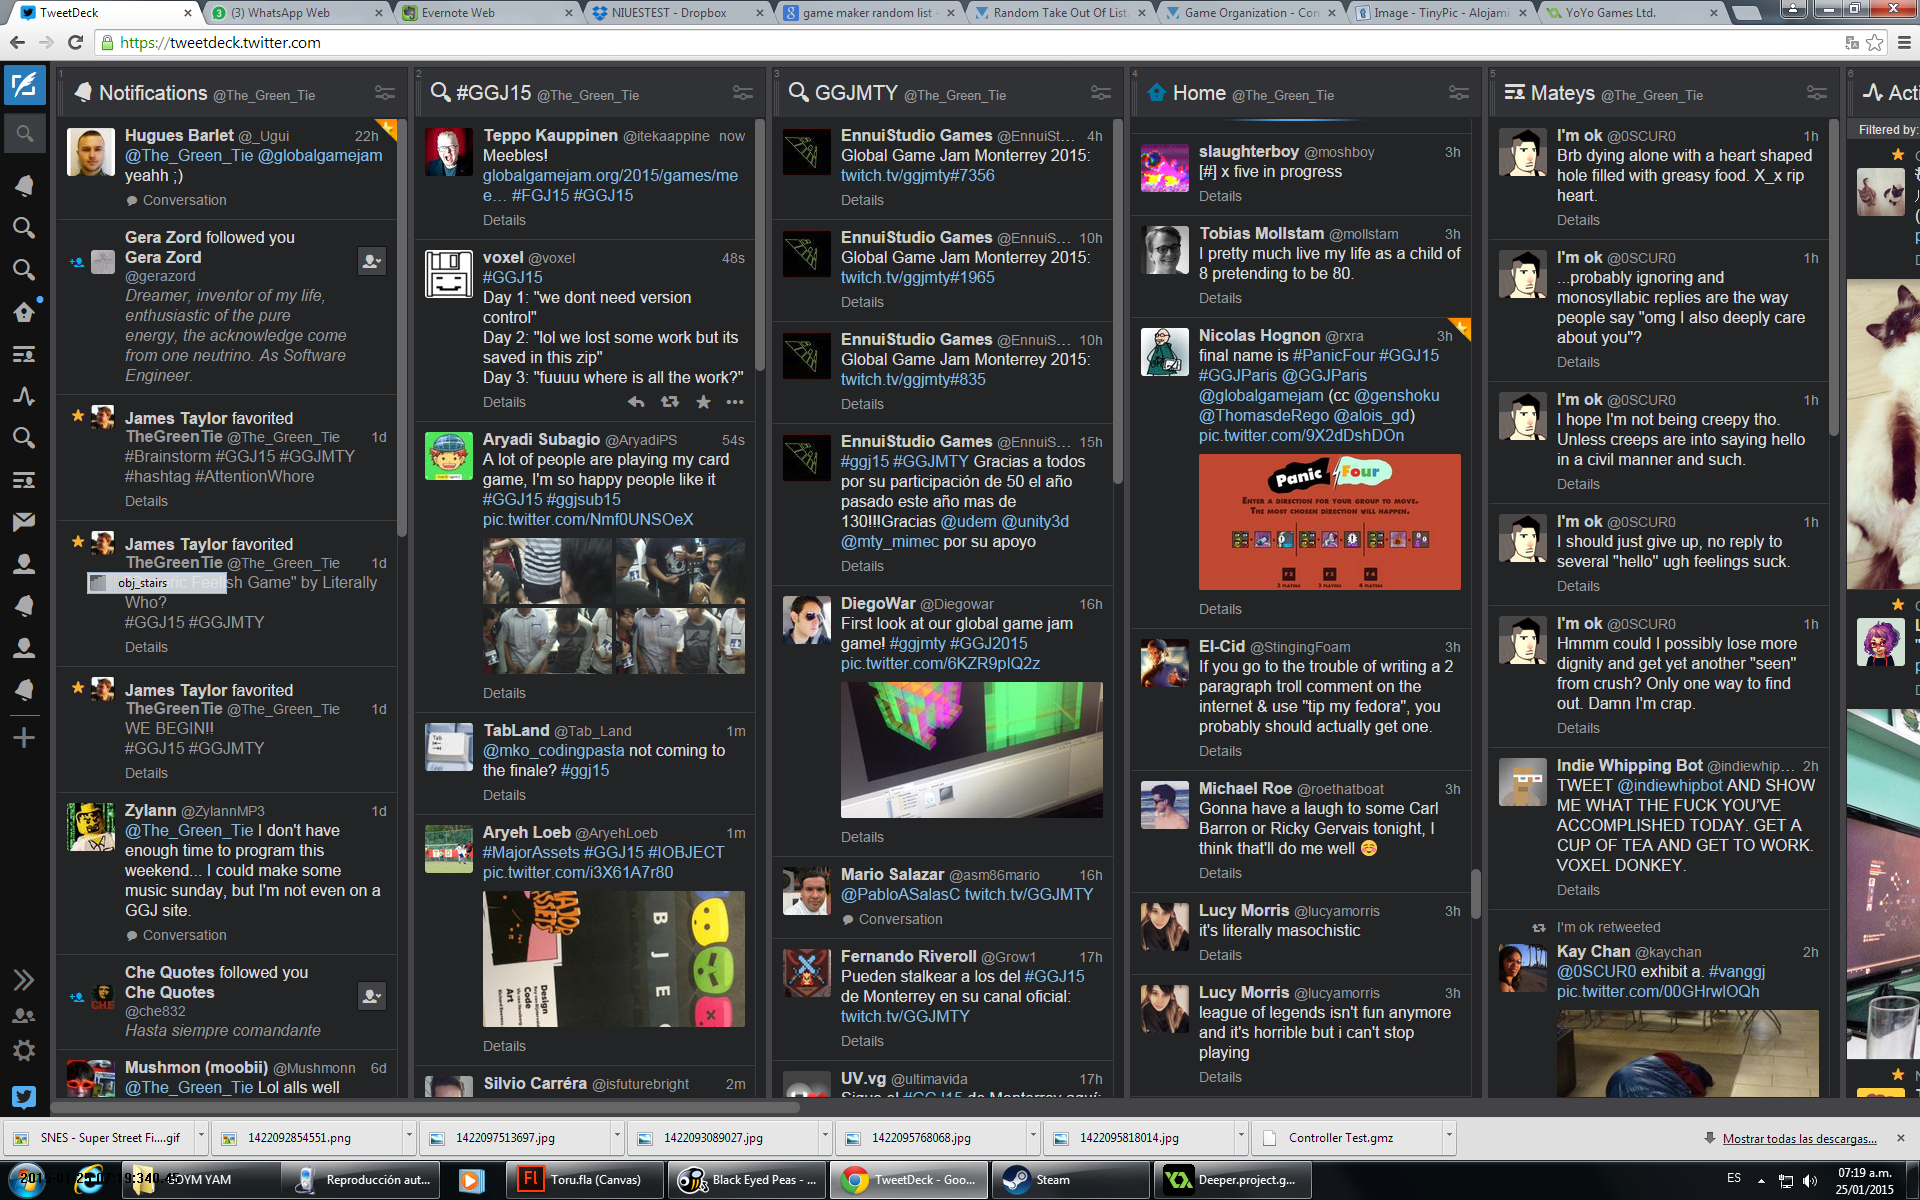 TweetDeck
(3) WhatsApp Web
Evernote Web
NIUESTEST - Dropbox
game maker random list -
Random Take Out Of List.
Game Organization - Con
Image - TinyPic - Alojami
YoYo Games Ltd.
https://tweetdeck.twitter.com
1
Notifications @The_Green_Tie
Hugues Barlet @_Ugui 22h
@The_Green_Tie @globalgamejam
yeahh ;)
Conversation
Gera Zord followed you
Gera Zord
@gerazord
Dreamer, inventor of my life,
enthusiastic of the pure
energy, the acknowledge come
from one neutrino. As Software
Engineer.
James Taylor favorited
TheGreenTie @The_Green_Tie 1d
#Brainstorm #GGJ15 #GGJMTY
#hashtag #AttentionWhore
Details
James Taylor favorited
TheGreenTie @The_Green_Tie 1d
obj_stairs
Feelish Game" by Literally
Who?
#GGJ15 #GGJMTY
Details
James Taylor favorited
TheGreenTie @The_Green_Tie 1d
WE BEGIN!!
#GGJ15 #GGJMTY
Details
Zylann @ZylannMP3 1d
@The_Green_Tie I don't have
enough time to program this
weekend... I could make some
music sunday, but I'm not even on a
GGJ site.
Conversation
Che Quotes followed you
Che Quotes
@che832
Hasta siempre comandante
Mushmon (moobii) @Mushmonn 6d
@The_Green_Tie Lol alls well
2
#GGJ15 @The_Green_Tie
Teppo Kauppinen @itekaappine now
Meebles!
globalgamejam.org/2015/games/me
e… #FGJ15 #GGJ15
Details
voxel @voxel 48s
#GGJ15
Day 1: "we dont need version
control"
Day 2: "lol we lost some work but its
saved in this zip"
Day 3: "fuuuu where is all the work?"
Details
Aryadi Subagio @AryadiPS 54s
A lot of people are playing my card
game, I'm so happy people like it
#GGJ15 #ggjsub15
pic.twitter.com/Nmf0UNSOeX
Details
TabLand @Tab_Land 1m
@mko_codingpasta not coming to
the finale? #ggj15
Details
Aryeh Loeb @AryehLoeb 1m
#MajorAssets #GGJ15 #IOBJECT
pic.twitter.com/i3X61A7r80
MAJOR ASSETS
Design
Code
Art
B J E
Details
Silvio Carréra @isfuturebright 2m
3
GGJMTY @The_Green_Tie
EnnuiStudio Games @EnnuiSt... 4h
Global Game Jam Monterrey 2015:
twitch.tv/ggjmty#7356
Details
EnnuiStudio Games @EnnuiS... 10h
Global Game Jam Monterrey 2015:
twitch.tv/ggjmty#1965
Details
EnnuiStudio Games @EnnuiS... 10h
Global Game Jam Monterrey 2015:
twitch.tv/ggjmty#835
Details
EnnuiStudio Games @EnnuiS... 15h
#ggj15 #GGJMTY Gracias a todos
por su participación de 50 el año
pasado este año mas de
130!!!Gracias @udem @unity3d
@mty_mimec por su apoyo
Details
DiegoWar @Diegowar 16h
First look at our global game jam
game! #ggjmty #GGJ2015
pic.twitter.com/6KZR9pIQ2z
Details
Mario Salazar @asm86mario 16h
@PabloASalasC twitch.tv/GGJMTY
Conversation
Fernando Riveroll @Grow1 17h
Pueden stalkear a los del #GGJ15
de Monterrey en su canal oficial:
twitch.tv/GGJMTY
Details
UV.vg @ultimavida 17h
Sigue el #GGJ15 de Monterrey aquí:
4
Home @The_Green_Tie
slaughterboy @moshboy 3h
[#] x five in progress
Details
Tobias Mollstam @mollstam 3h
I pretty much live my life as a child of
8 pretending to be 80.
Details
Nicolas Hognon @rxra 3h
final name is #PanicFour #GGJ15
#GGJParis @GGJParis
@globalgamejam (cc @genshoku
@ThomasdeRego @alois_gd)
pic.twitter.com/9X2dDshDOn
Panic Four
ENTER A DIRECTION FOR YOUR GROUP TO MOVE.
THE MOST CHOSEN DIRECTION WILL HAPPEN.
F2 F3 F4
2 PLAYERS 3 PLAYERS 4 PLAYERS
Details
El-Cid @StingingFoam 3h
If you go to the trouble of writing a 2
paragraph troll comment on the
internet & use "tip my fedora", you
probably should actually get one.
Details
Michael Roe @roethatboat 3h
Gonna have a laugh to some Carl
Barron or Ricky Gervais tonight, I
think that'll do me well ☺️
Details
Lucy Morris @lucyamorris 3h
it's literally masochistic
Details
Lucy Morris @lucyamorris 3h
league of legends isn't fun anymore
and it's horrible but i can't stop
playing
Details
5
Mateys @The_Green_Tie
I'm ok @0SCUR0 1h
Brb dying alone with a heart shaped
hole filled with greasy food. X_x rip
heart.
Details
I'm ok @0SCUR0 1h
...probably ignoring and
monosyllabic replies are the way
people say "omg I also deeply care
about you"?
Details
I'm ok @0SCUR0 1h
I hope I'm not being creepy tho.
Unless creeps are into saying hello
in a civil manner and such.
Details
I'm ok @0SCUR0 1h
I should just give up, no reply to
several "hello" ugh feelings suck.
Details
I'm ok @0SCUR0 1h
Hmmm could I possibly lose more
dignity and get yet another "seen"
from crush? Only one way to find
out. Damn I'm crap.
Details
Indie Whipping Bot @indiewhip... 2h
TWEET @indiewhipbot AND SHOW
ME WHAT THE FUCK YOU'VE
ACCOMPLISHED TODAY. GET A
CUP OF TEA AND GET TO WORK.
VOXEL DONKEY.
Details
I'm ok retweeted
Kay Chan @kaychan 2h
@0SCUR0 exhibit a. #vanggj
pic.twitter.com/00GHrwlOQh
6
Acti
Filtered by:
SNES - Super Street Fi....gif
1422092854551.png
1422097513697.jpg
1422093089027.jpg
1422095768068.jpg
1422095818014.jpg
Controller Test.gmz
Mostrar todas las descargas...
GOYM YAM
Reproducción aut...
Toru.fla (Canvas)
Black Eyed Peas - ...
TweetDeck - Goo...
Steam
Deeper.project.g...
ES
07:19 a.m.
25/01/2015